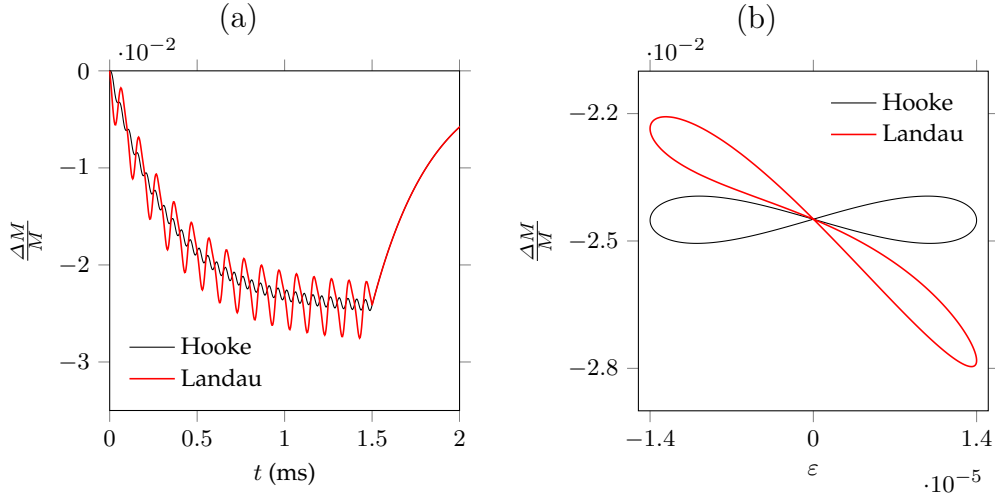 (a)
·10⁻²
0
−1
−2
−3
ΔM/M
Hooke
Landau
0
0.5
1
1.5
2
t (ms)
(b)
·10⁻²
−2.2
−2.5
−2.8
ΔM/M
Hooke
Landau
−1.4
0
1.4
·10⁻⁵
ε